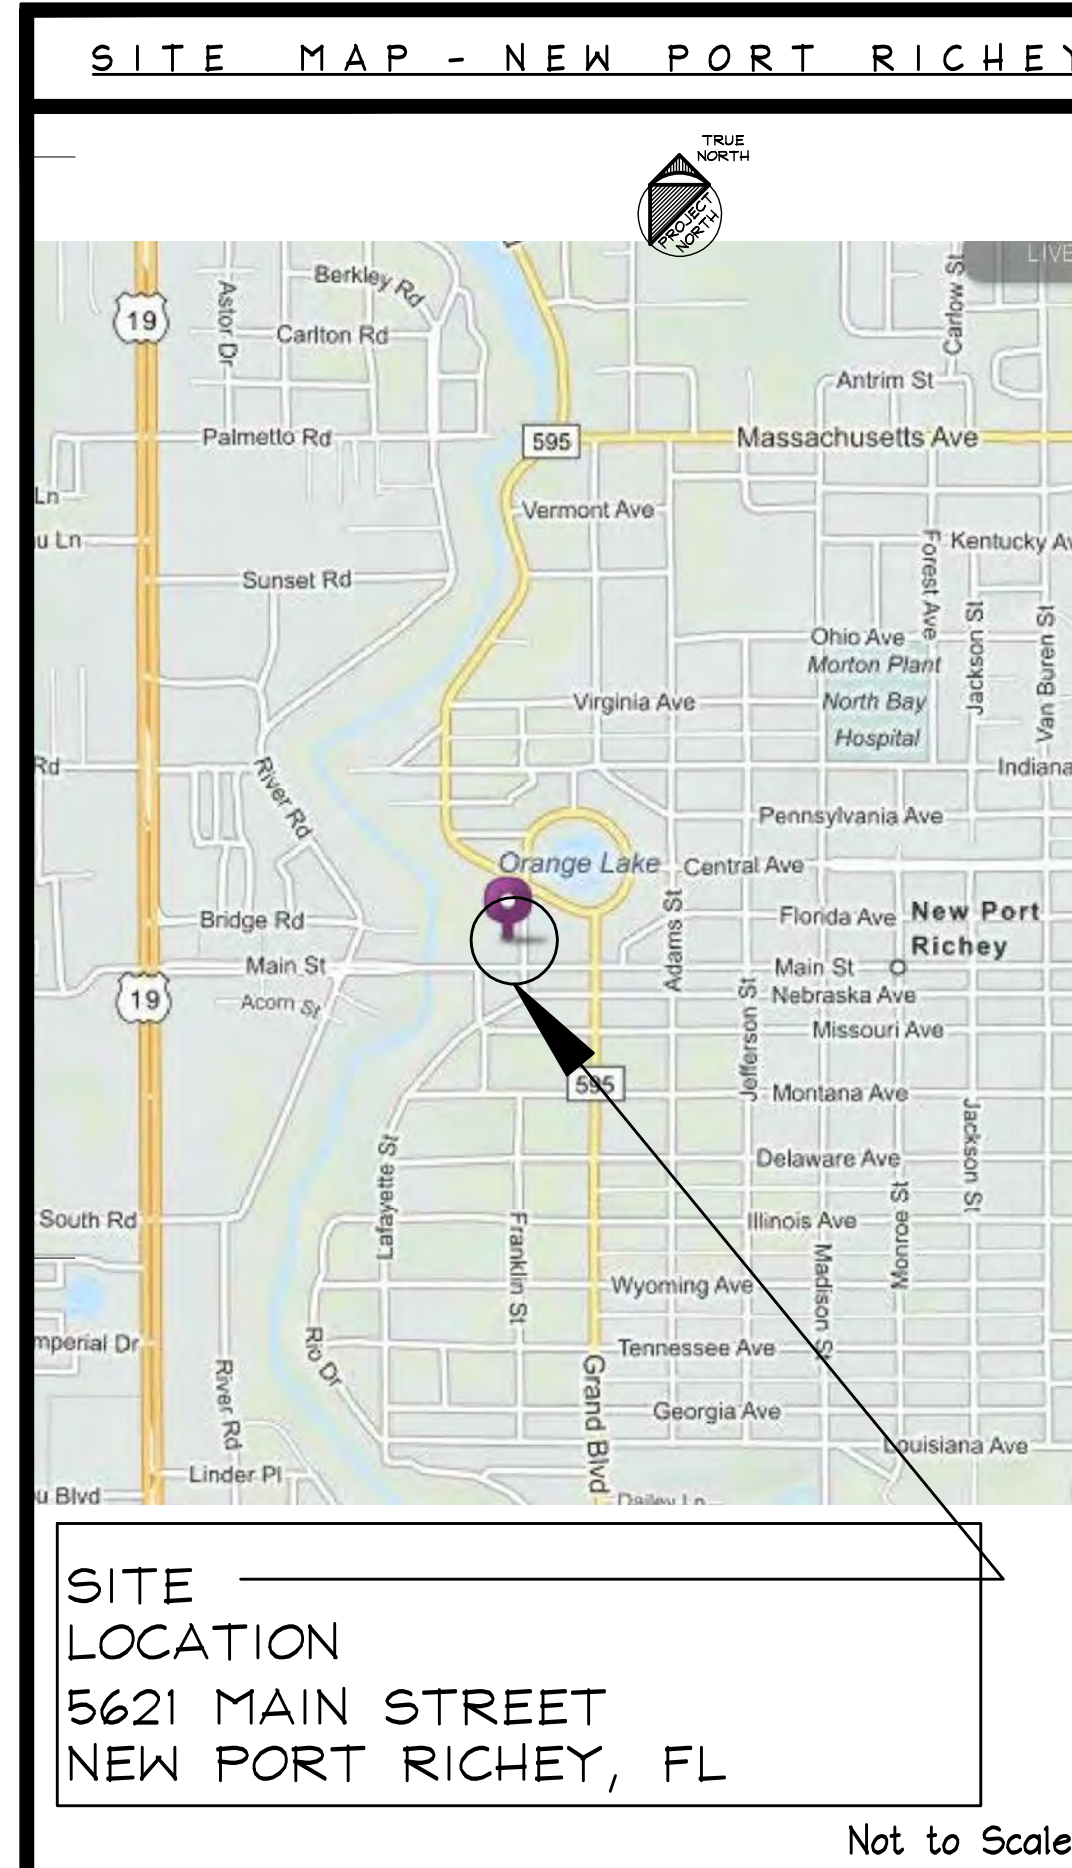 SITE MAP - NEW PORT RICHEY
TRUE
NORTH
PROJECT
NORTH
LIVE
Berkley Rd
Carlow St
19
Astor Dr
Carlton Rd
Antrim St
Palmetto Rd
595
Massachusetts Ave
Ln
Vermont Ave
u Ln
Forest Ave
Kentucky Av
Sunset Rd
Jackson St
Van Buren St
Ohio Ave
Morton Plant
North Bay
Hospital
Virginia Ave
Rd
River Rd
Indiana
Pennsylvania Ave
Orange Lake
Central Ave
Adams St
Bridge Rd
Florida Ave
New Port
Richey
Main St
Main St
19
Acorn St
Jefferson St
Nebraska Ave
Missouri Ave
595
Montana Ave
Jackson St
Lafayette St
Delaware Ave
South Rd
Franklin St
Illinois Ave
Monroe St
Madison St
Wyoming Ave
mperial Dr
Rio Dr
Tennessee Ave
River Rd
Grand Blvd
Georgia Ave
Louisiana Ave
Linder Pl
u Blvd
Dailey Ln
SITE
LOCATION
5621 MAIN STREET
NEW PORT RICHEY, FL
Not to Scale